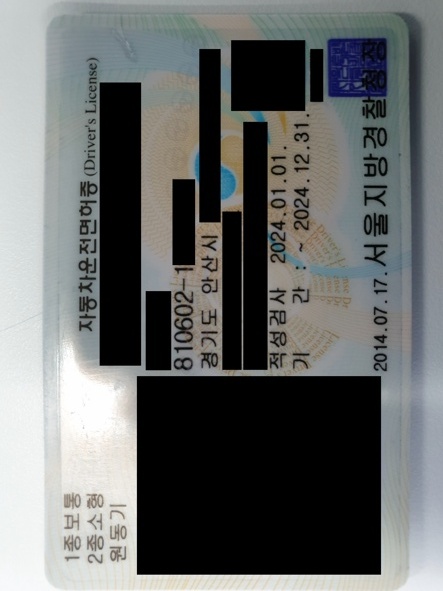 1종보통
2종소형
원동기
자동차운전면허증 (Driver's License)
810602-1
경기도 안산시
적성검사 2024.01.01.
기 간 : ~ 2024.12.31.
2014.07.17. 서울지방경찰청장